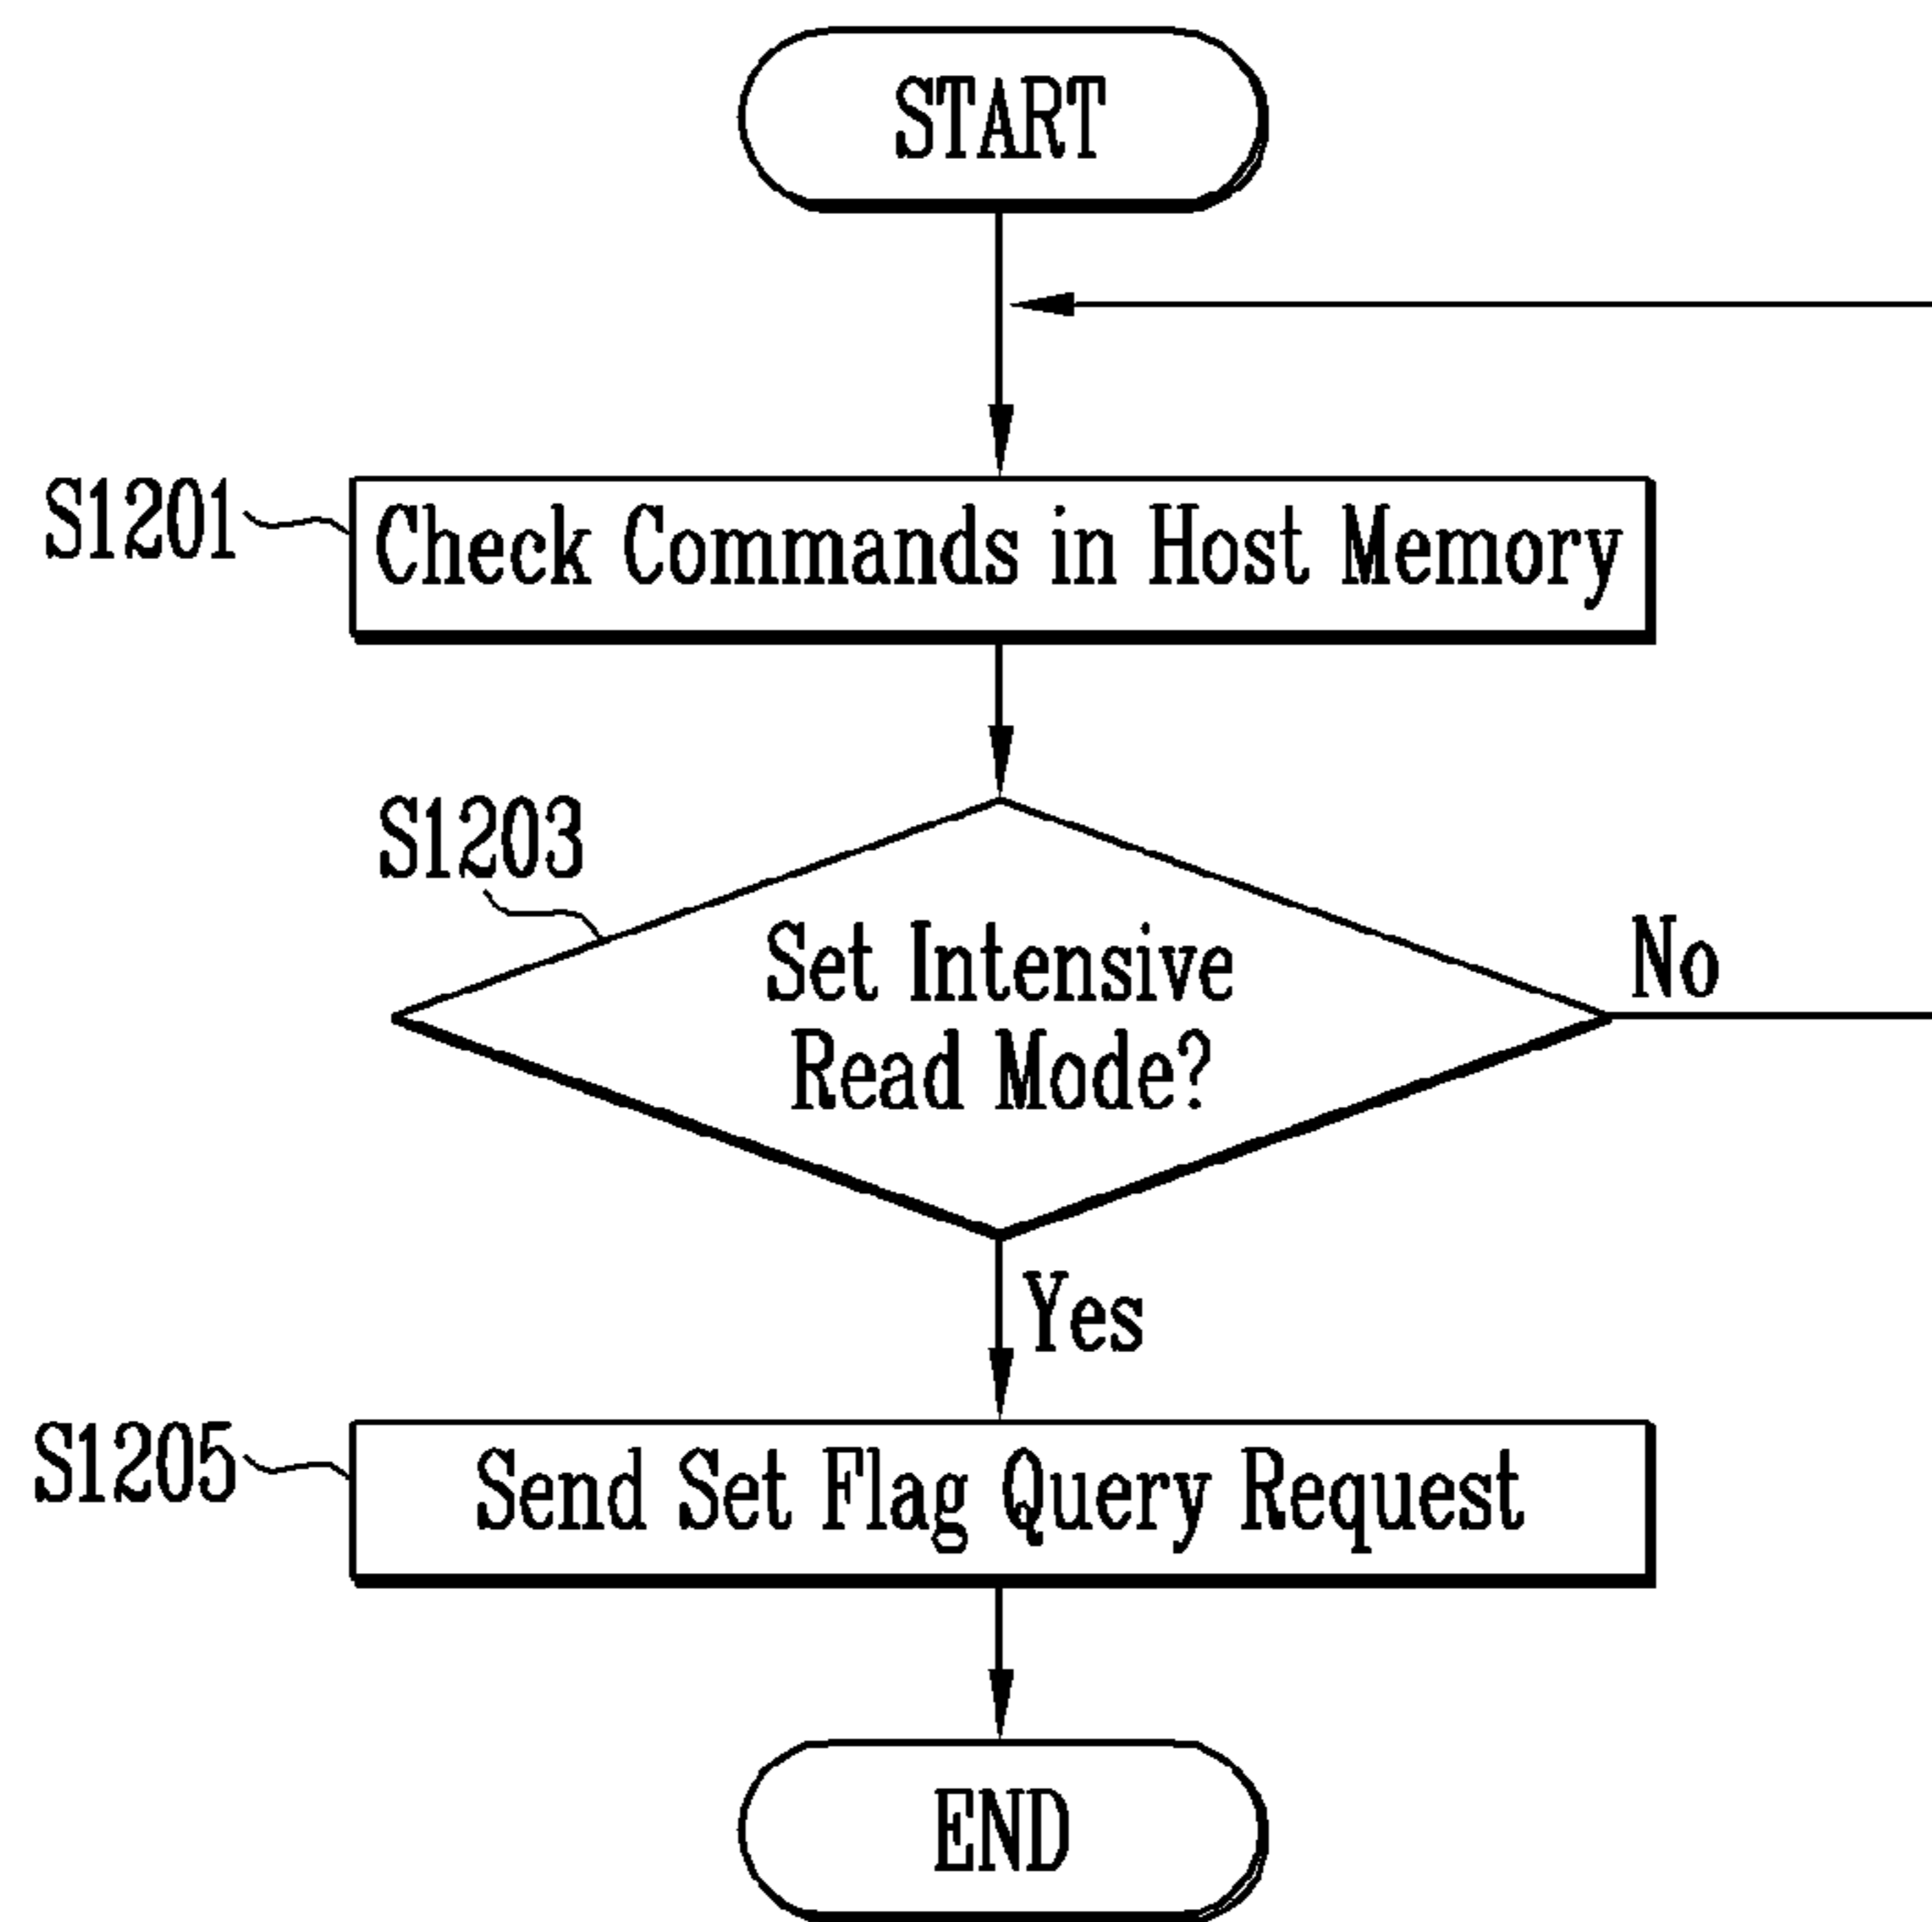 START
S1201
Check Commands in Host Memory
S1203
Set Intensive
Read Mode?
No
Yes
S1205
Send Set Flag Query Request
END